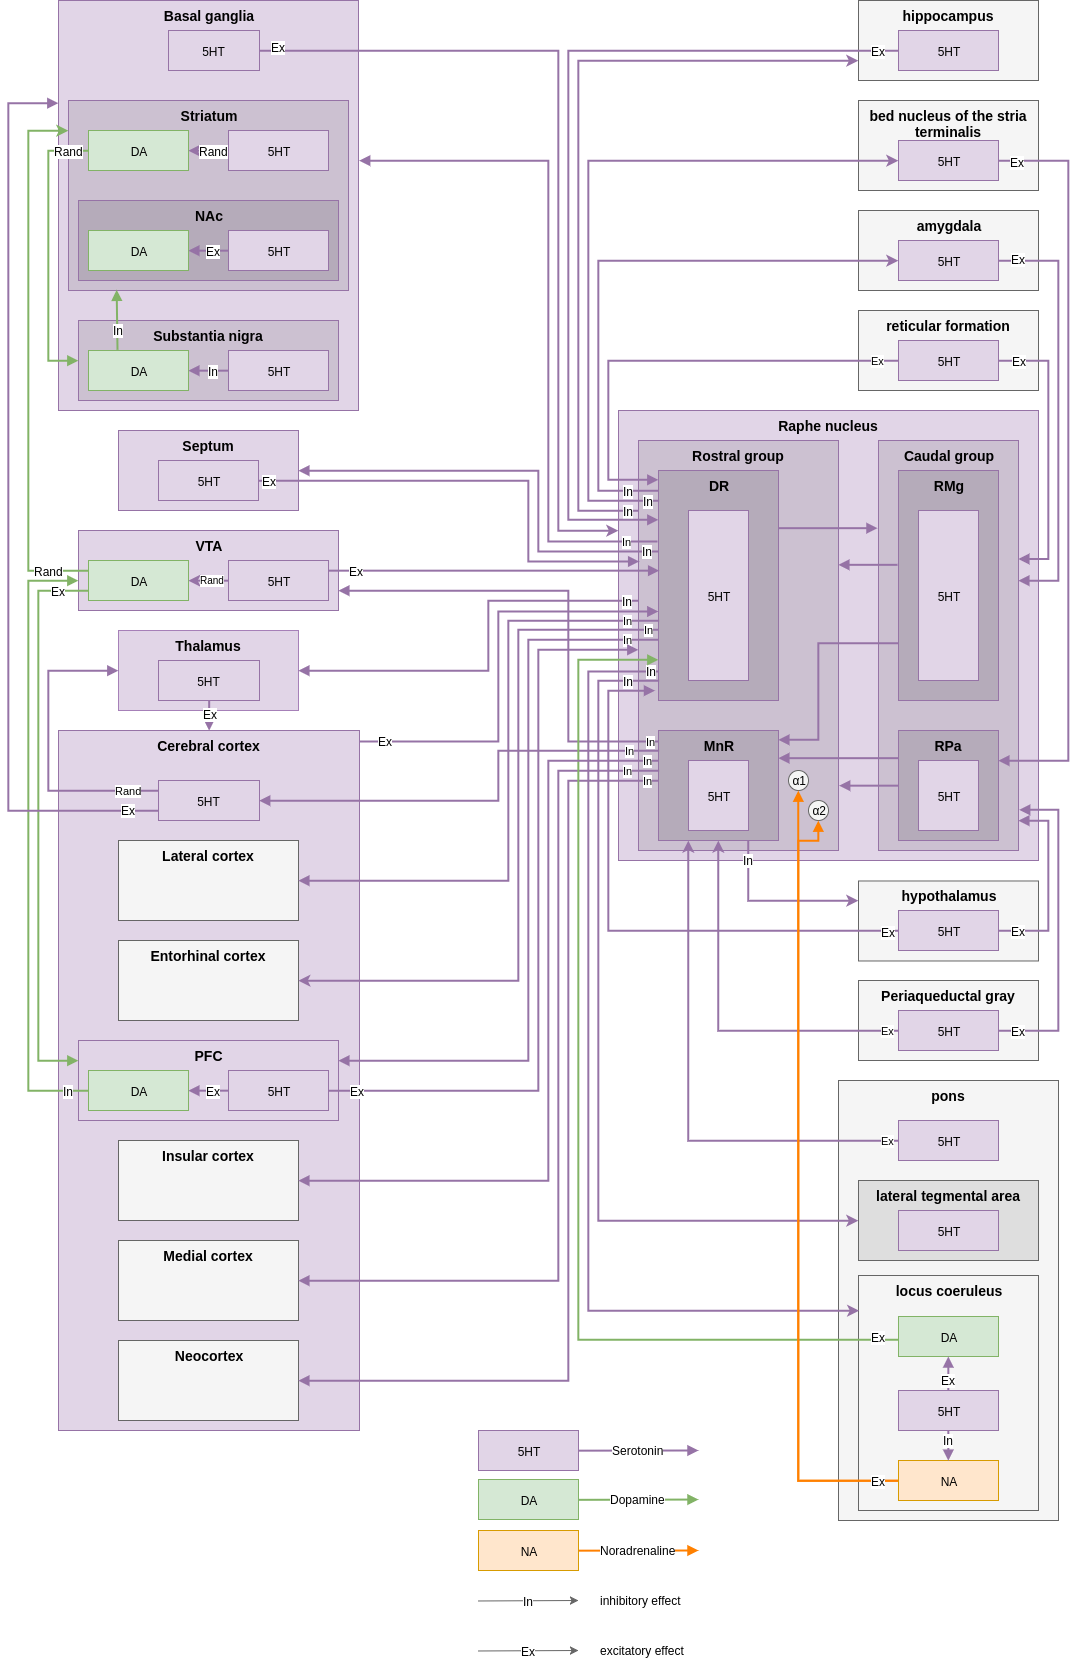 Basal ganglia
5HT
Ex
Striatum
Rand
DA
Rand
5HT
NAc
DA
Ex
5HT
In
Substantia nigra
DA
In
5HT
Septum
5HT
Ex
VTA
Rand
DA
Rand
5HT
Ex
Ex
Thalamus
5HT
Ex
Cerebral cortex
Ex
Rand
5HT
Ex
Lateral cortex
Entorhinal cortex
PFC
In
DA
Ex
5HT
Ex
Insular cortex
Medial cortex
Neocortex
hippocampus
Ex
5HT
bed nucleus of the stria
terminalis
5HT
Ex
amygdala
5HT
Ex
reticular formation
Ex
5HT
Ex
Raphe nucleus
Rostral group
Caudal group
DR
RMg
In
In
In
In
In
5HT
5HT
In
In
In
In
In
In
MnR
RPa
In
In
In
In
In
5HT
α1
α2
5HT
In
hypothalamus
Ex
5HT
Ex
Periaqueductal gray
Ex
5HT
Ex
pons
Ex
5HT
lateral tegmental area
5HT
locus coeruleus
Ex
DA
Ex
5HT
In
Ex
NA
5HT
Serotonin
DA
Dopamine
NA
Noradrenaline
In
inhibitory effect
Ex
excitatory effect